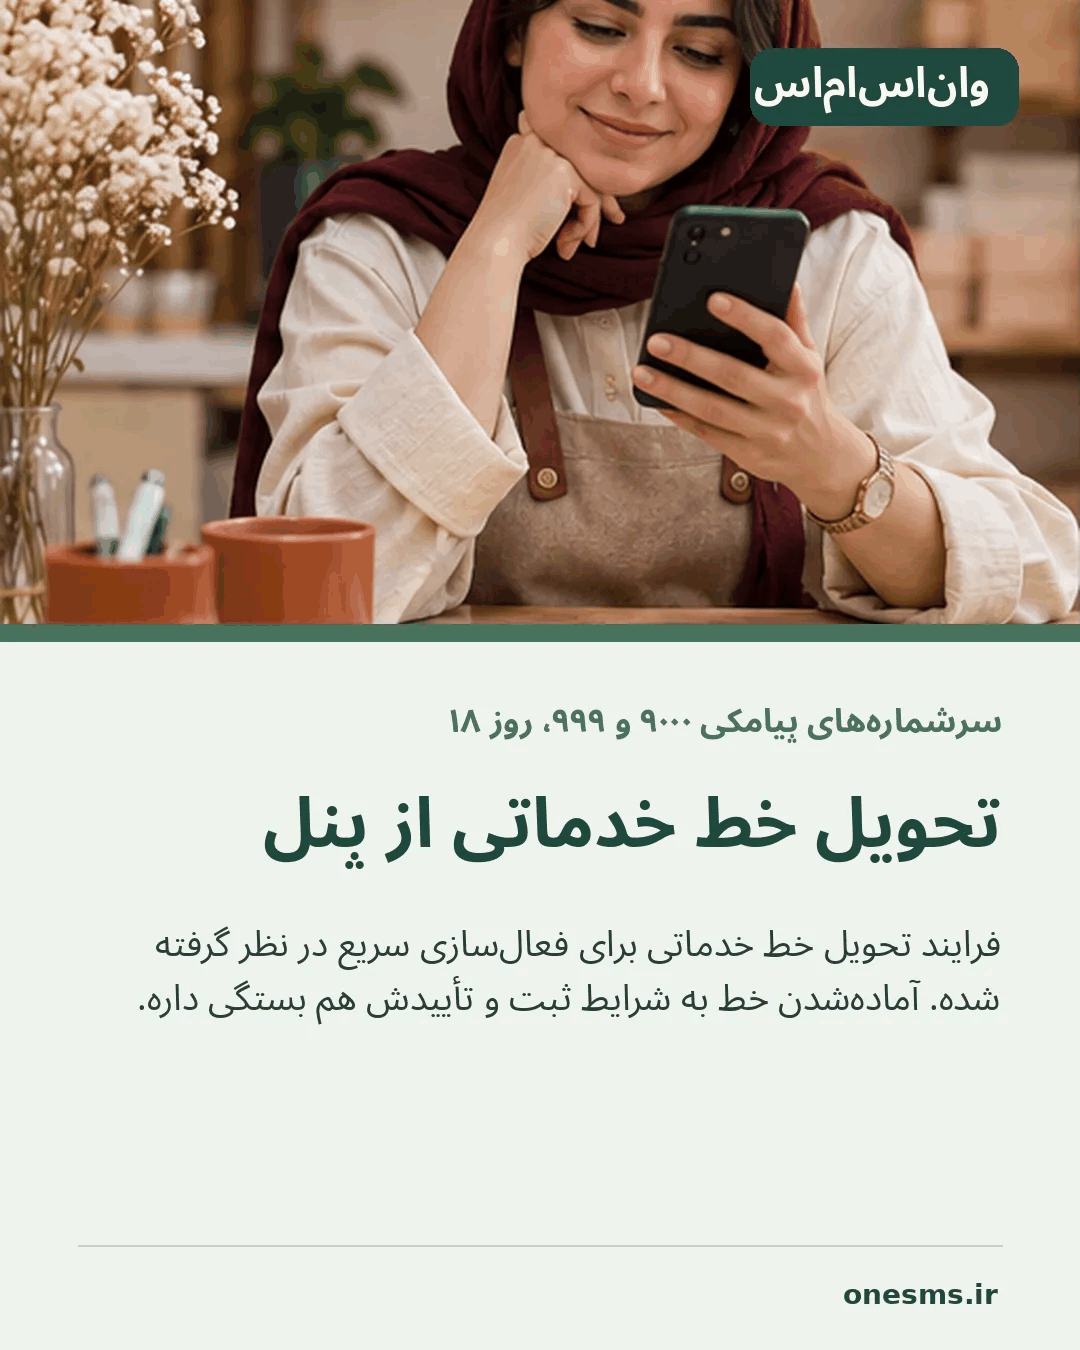 وان‌اس‌ام‌اس
سرشماره‌های پیامکی ۹۰۰۰ و ۹۹۹، روز ۱۸
تحویل خط خدماتی از پنل
فرایند تحویل خط خدماتی برای فعال‌سازی سریع در نظر گرفته
شده. آماده‌شدن خط به شرایط ثبت و تأییدش هم بستگی داره.
onesms.ir